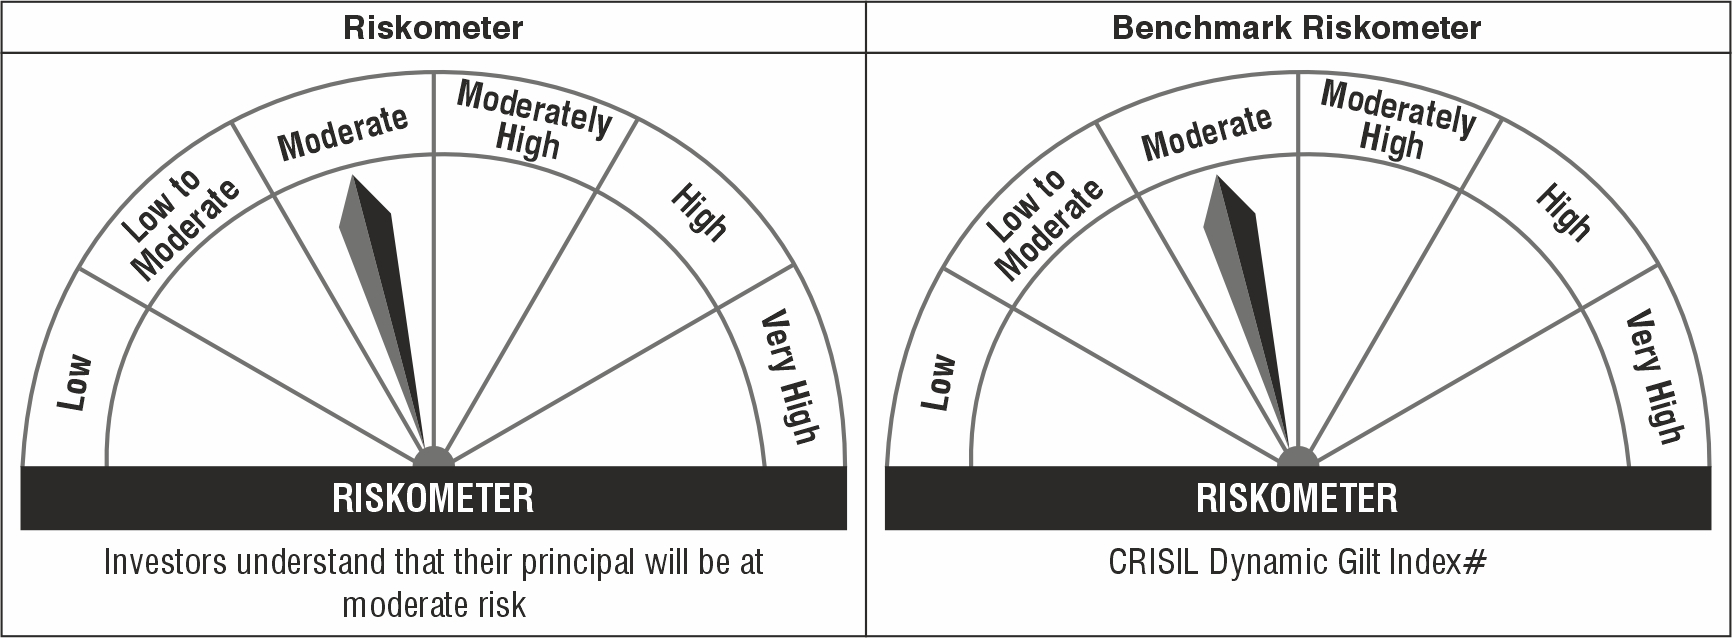 Riskometer
Benchmark Riskometer
Low
Low to
Moderate
Moderate
Moderately
High
High
Very High
RISKOMETER
Investors understand that their principal will be at
moderate risk
Low
Low to
Moderate
Moderate
Moderately
High
High
Very High
RISKOMETER
CRISIL Dynamic Gilt Index#